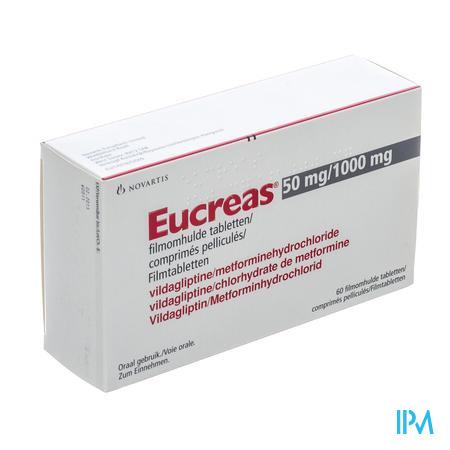 NOVARTIS
Eucreas® 50 mg/1000 mg
filmomhulde tabletten/
comprimés pelliculés/
Filmtabletten
vildagliptine/metforminehydrochloride
vildagliptine/chlorhydrate de metformine
Vildagliptin/Metforminhydrochlorid
60 filmomhulde tabletten/
comprimés pelliculés/Filmtabletten
Oraal gebruik./Voie orale.
Zum Einnehmen.
IPM